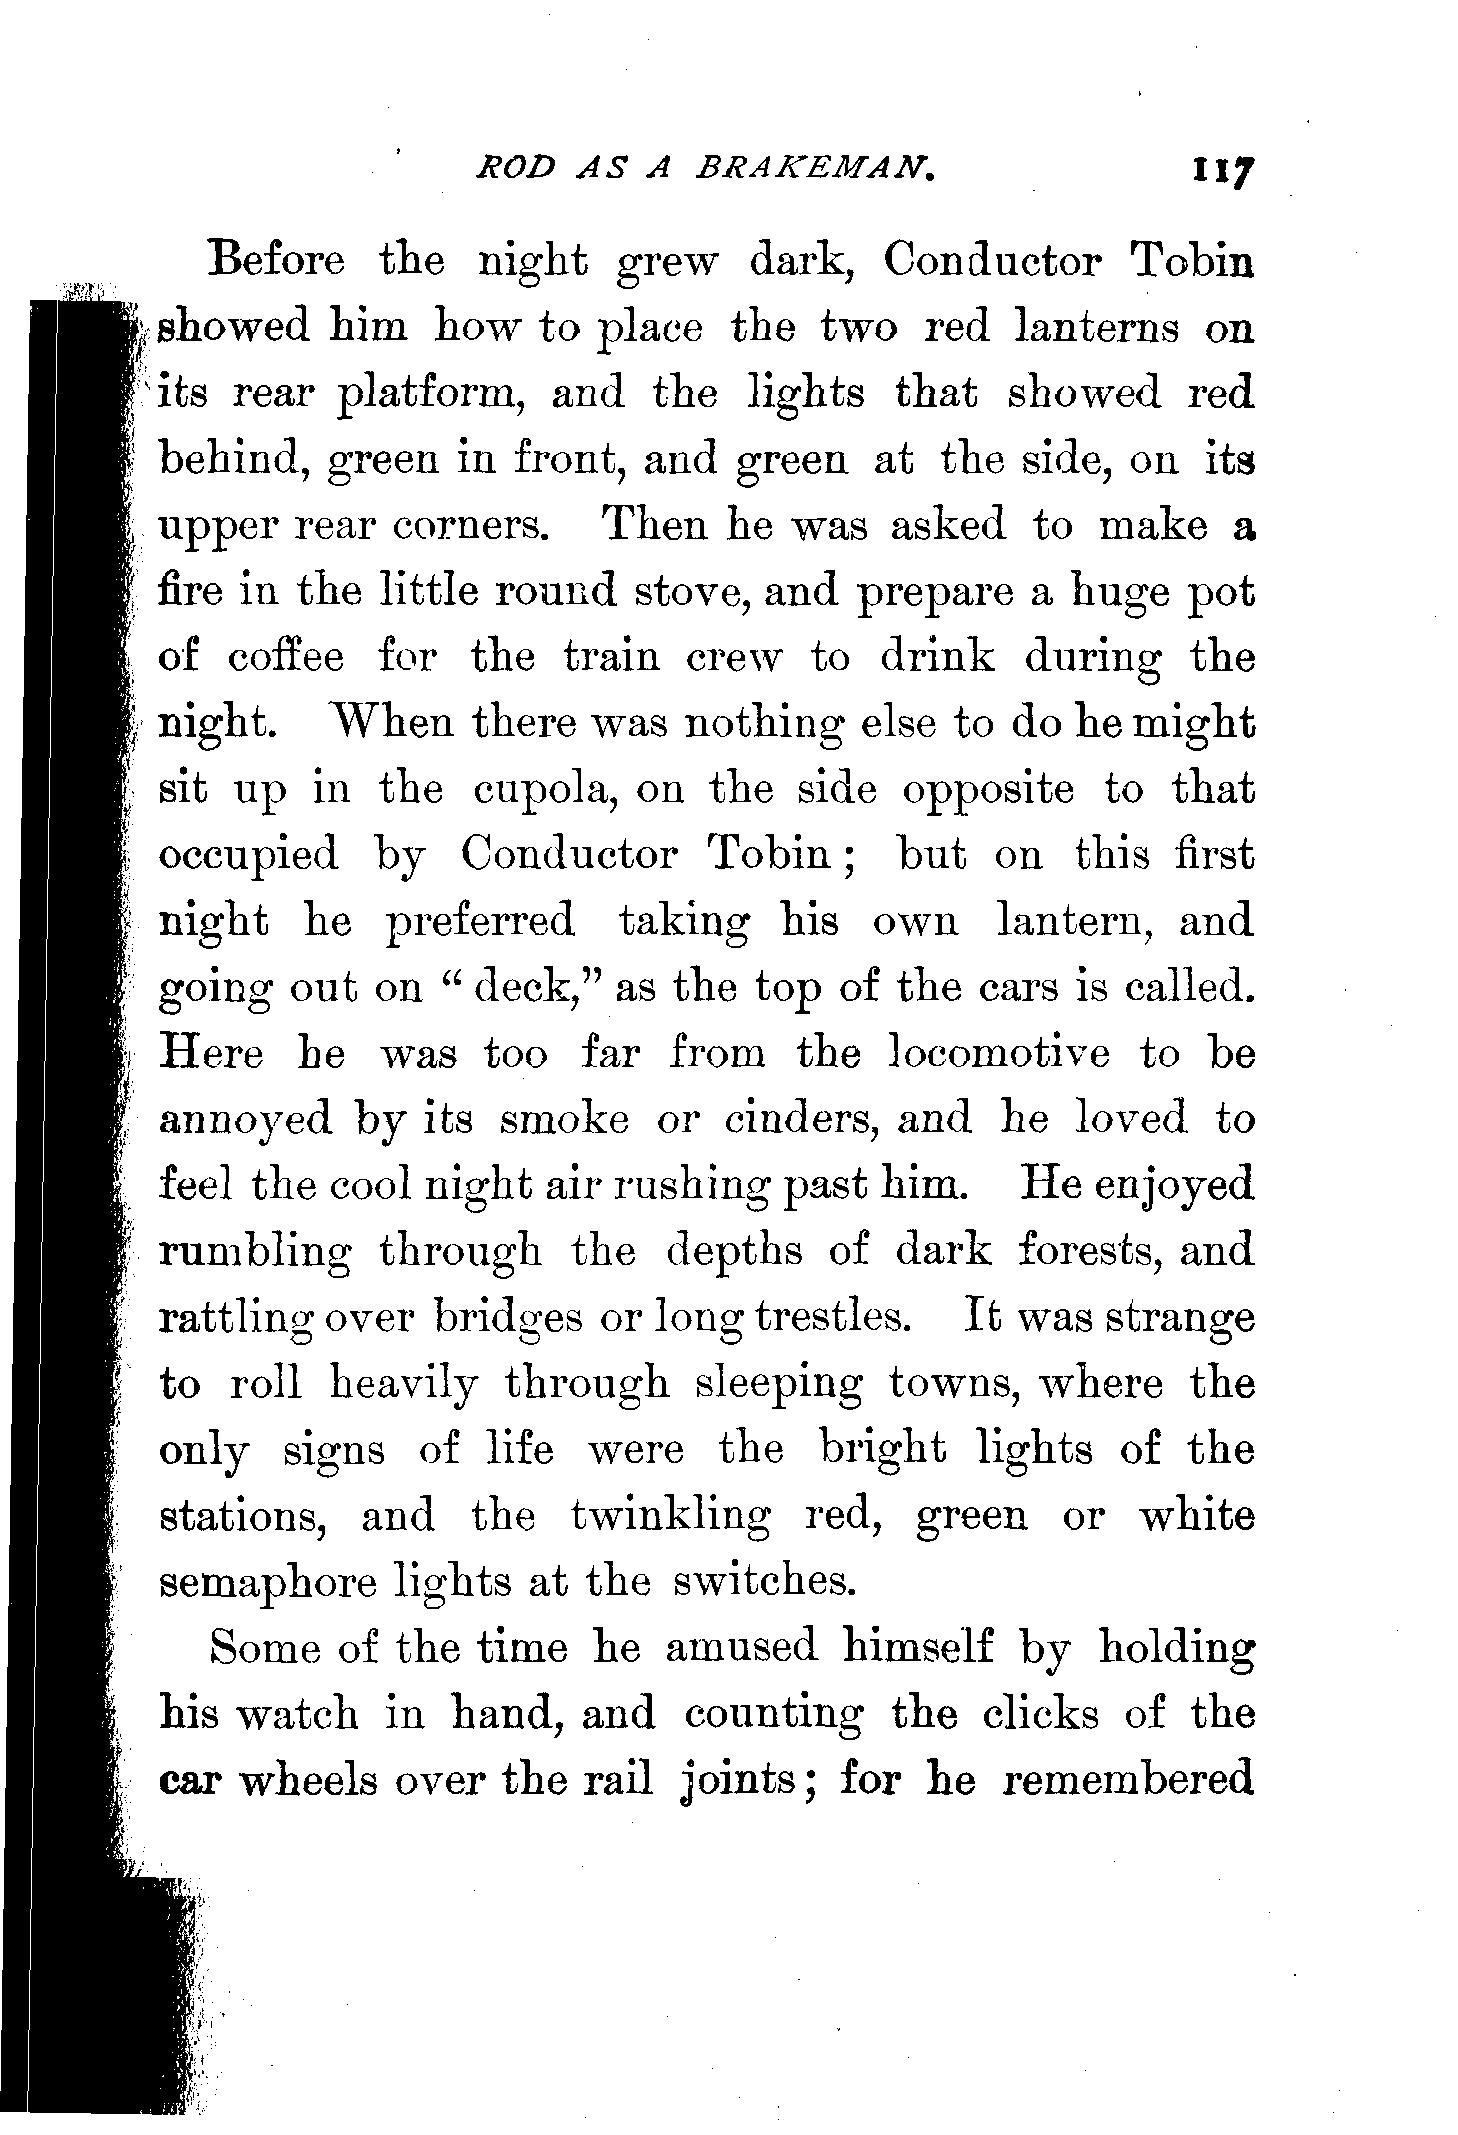 ROD AS A BRAKEMAN. 117
Before the night grew dark, Conductor Tobin
showed him how to place the two red lanterns on
its rear platform, and the lights that showed red
behind, green in front, and green at the side, on its
upper rear corners. Then he was asked to make a
fire in the little round stove, and prepare a huge pot
of coffee for the train crew to drink during the
night. When there was nothing else to do he might
sit up in the cupola, on the side opposite to that
occupied by Conductor Tobin; but on this first
night he preferred taking his own lantern, and
going out on “ deck,” as the top of the cars is called.
Here he was too far from the locomotive to be
annoyed by its smoke or cinders, and he loved to
feel the cool night air rushing past him. He enjoyed
rumbling through the depths of dark forests, and
rattling over bridges or long trestles. It was strange
to roll heavily through sleeping towns, where the
only signs of life were the bright lights of the
stations, and the twinkling red, green or white
semaphore lights at the switches.
Some of the time he amused himself by holding
his watch in hand, and counting the clicks of the
car wheels over the rail joints; for he remembered